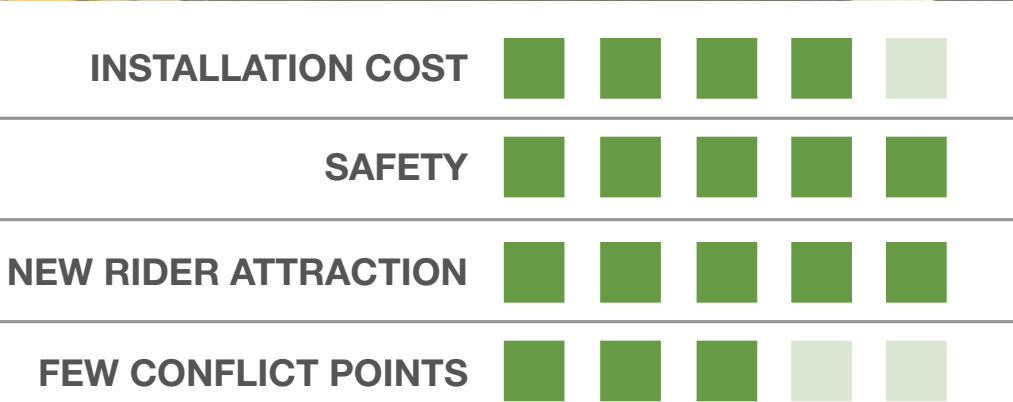 INSTALLATION COST
SAFETY
NEW RIDER ATTRACTION
FEW CONFLICT POINTS